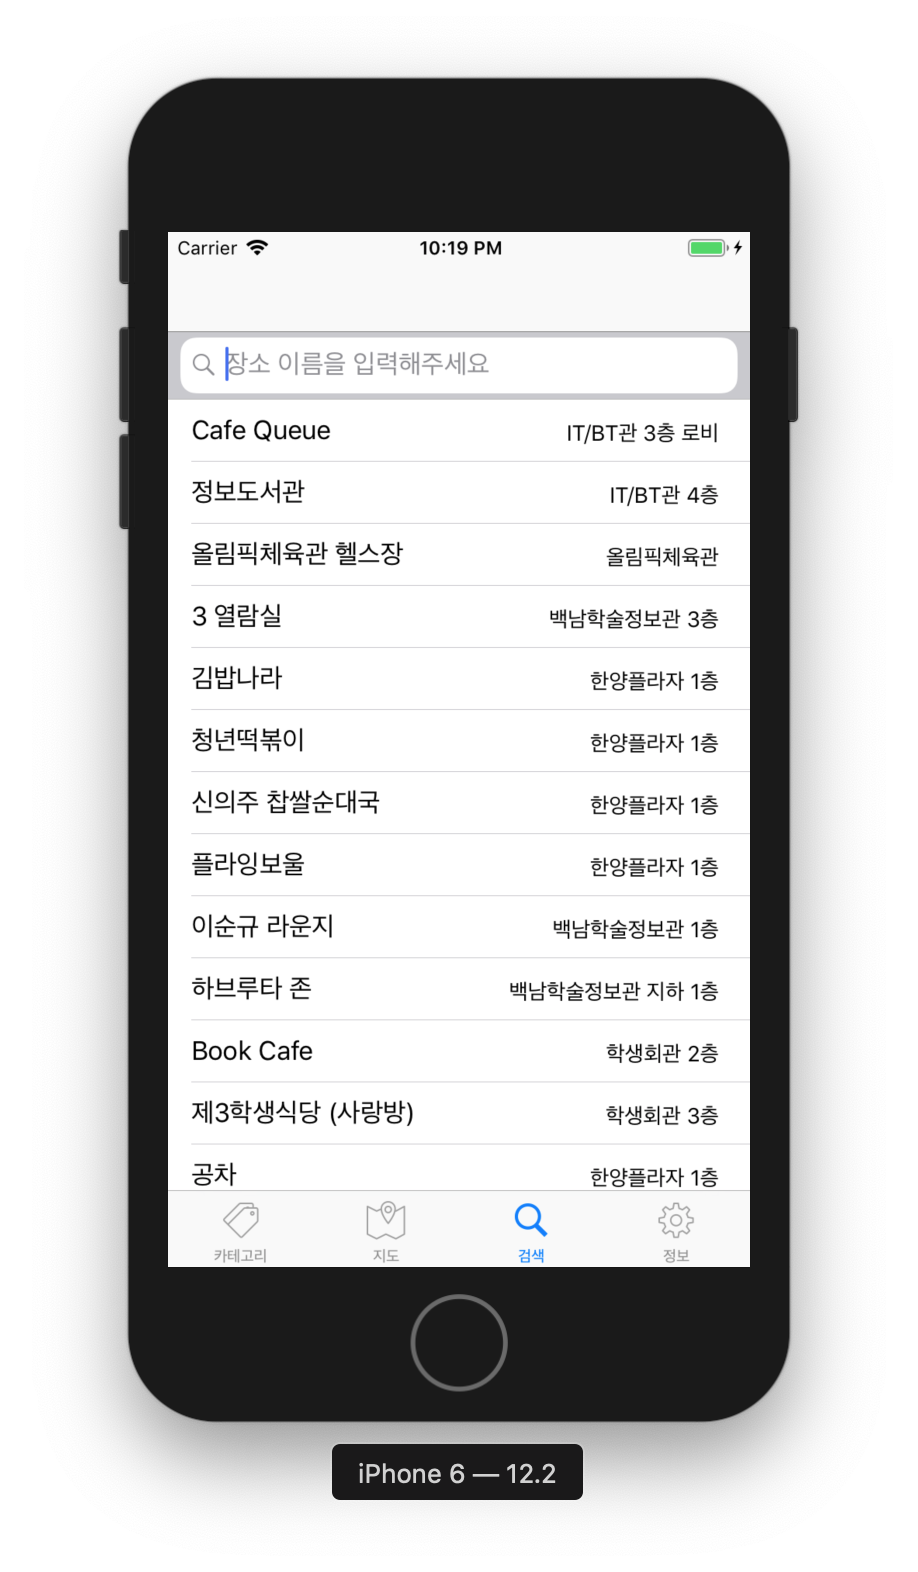 Carrier 10:19 PM
장소 이름을 입력해주세요
Cafe Queue IT/BT관 3층 로비
정보도서관 IT/BT관 4층
올림픽체육관 헬스장 올림픽체육관
3 열람실 백남학술정보관 3층
김밥나라 한양플라자 1층
청년떡볶이 한양플라자 1층
신의주 찹쌀순대국 한양플라자 1층
플라잉보울 한양플라자 1층
이순규 라운지 백남학술정보관 1층
하브루타 존 백남학술정보관 지하 1층
Book Cafe 학생회관 2층
제3학생식당 (사랑방) 학생회관 3층
공차 한양플라자 1층
카테고리 지도 검색 정보
iPhone 6 — 12.2